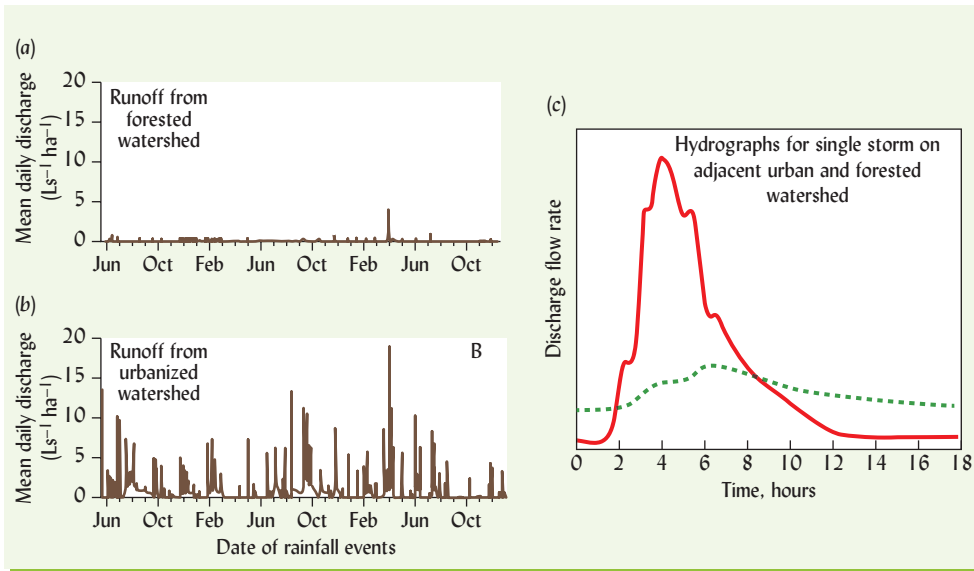 (a)
Mean daily discharge
(Ls⁻¹ ha⁻¹)
20
15
10
5
0
Runoff from
forested
watershed
Jun Oct Feb Jun Oct Feb Jun Oct
(b)
Mean daily discharge
(Ls⁻¹ ha⁻¹)
20
15
10
5
0
Runoff from
urbanized
watershed
B
Jun Oct Feb Jun Oct Feb Jun Oct
Date of rainfall events
(c)
Hydrographs for single storm on
adjacent urban and forested
watershed
Discharge flow rate
0 2 4 6 8 10 12 14 16 18
Time, hours